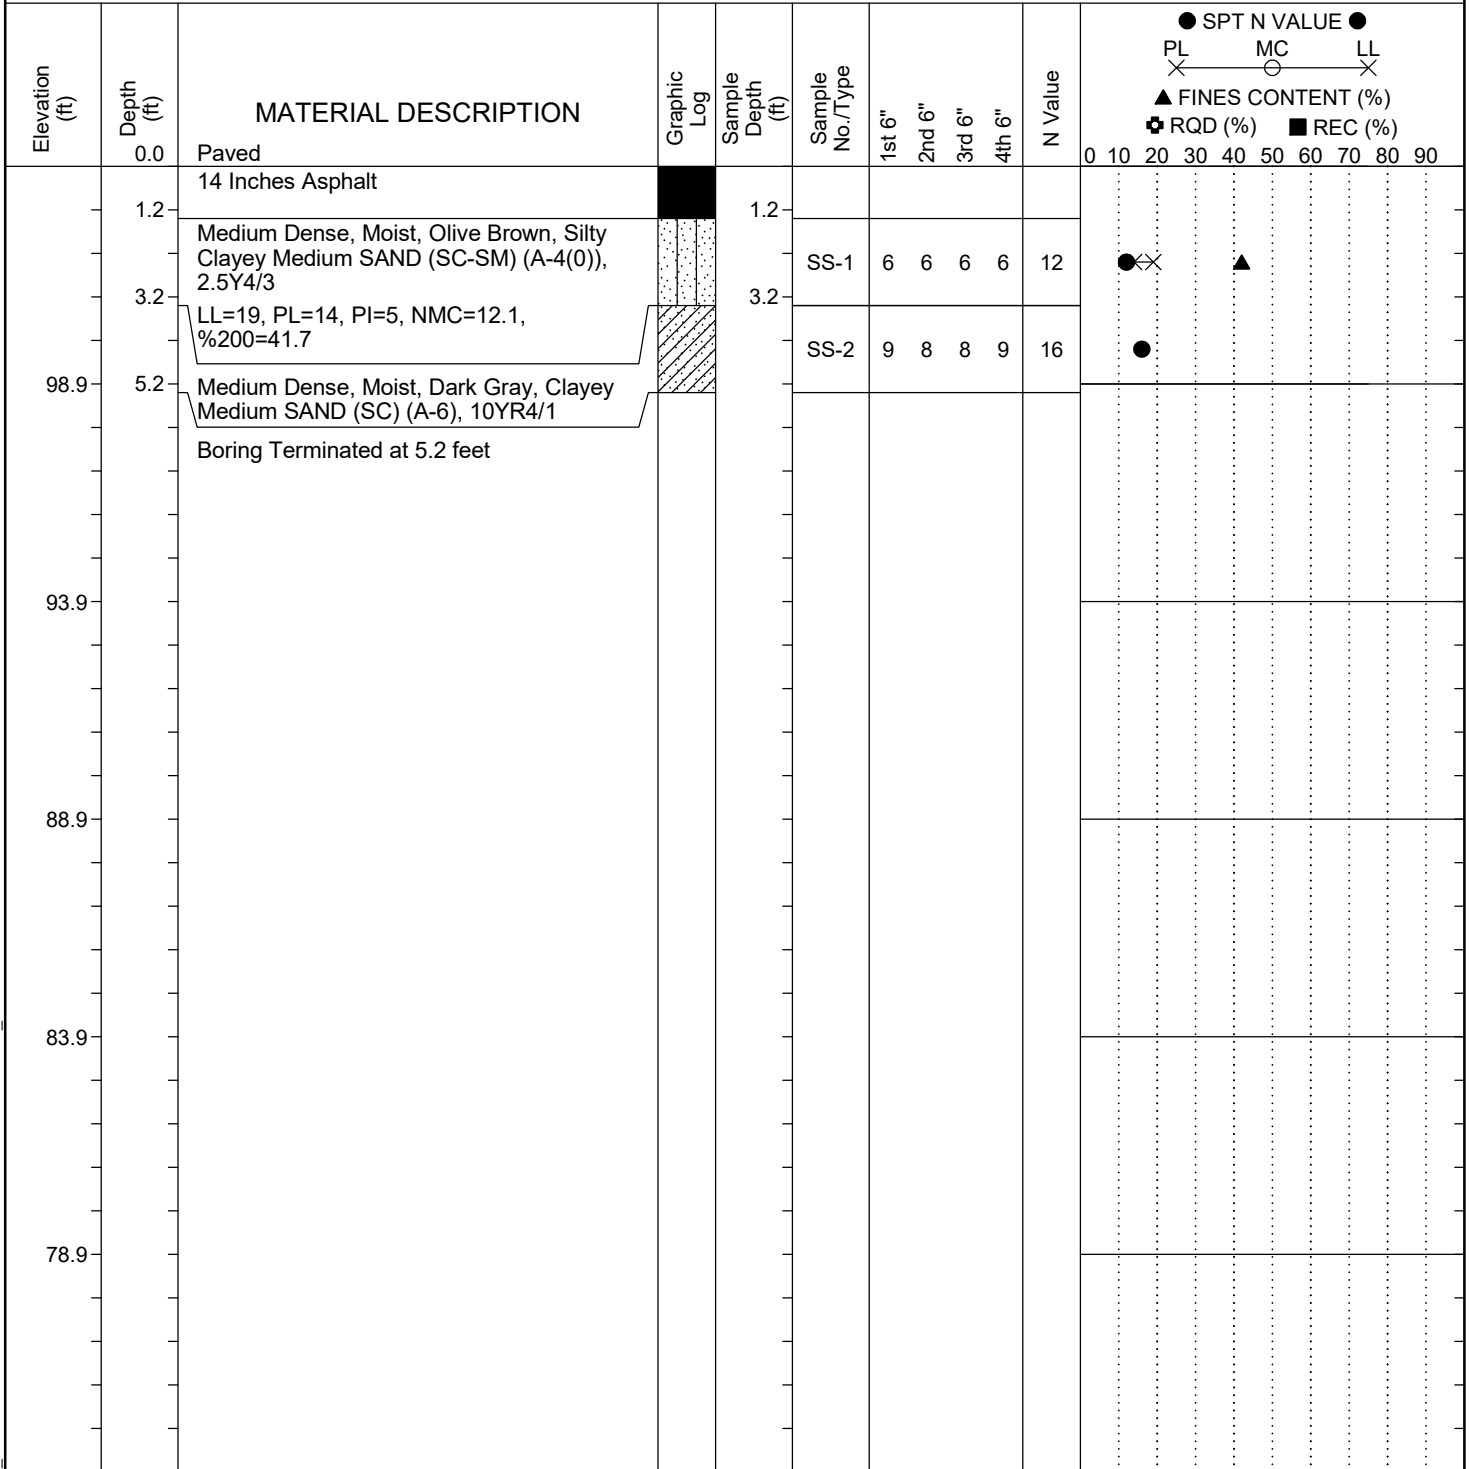 ● SPT N VALUE ●
PL MC LL
▲ FINES CONTENT (%)
RQD (%) ■ REC (%)
0 10 20 30 40 50 60 70 80 90
Elevation
(ft)
Depth
(ft)
0.0
MATERIAL DESCRIPTION
Paved
Graphic
Log
Sample
Depth
(ft)
Sample
No./Type
1st 6"
2nd 6"
3rd 6"
4th 6"
N Value
14 Inches Asphalt
1.2 1.2
Medium Dense, Moist, Olive Brown, Silty
Clayey Medium SAND (SC-SM) (A-4(0)),
2.5Y4/3
SS-1 6 6 6 6 12
3.2 3.2
LL=19, PL=14, PI=5, NMC=12.1,
%200=41.7
SS-2 9 8 8 9 16
98.9 5.2
Medium Dense, Moist, Dark Gray, Clayey
Medium SAND (SC) (A-6), 10YR4/1
Boring Terminated at 5.2 feet
93.9
88.9
83.9
78.9